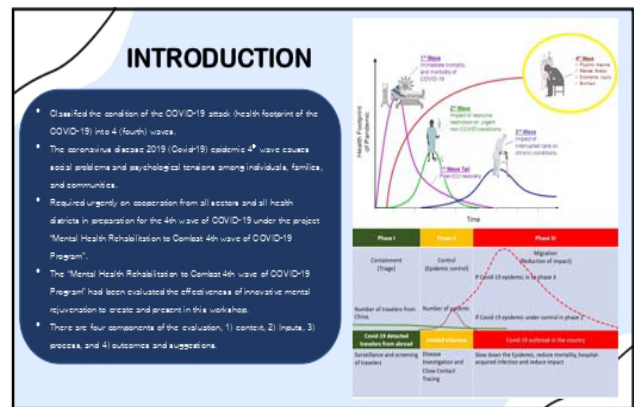 INTRODUCTION
• Classified the condition of the COVID-19 attack (health footprint of the
COVID-19) into 4 (fourth) waves.
• The coronavirus disease 2019 (Covid-19) epidemic 4th wave causes
social problems and psychological tensions among individuals, families,
and communities.
• Required urgently on cooperation from all sectors and all health
districts in preparation for the 4th wave of COVID-19 under the project
"Mental Health Rehabilitation to Combat 4th wave of COVID-19
Program".
• The "Mental Health Rehabilitation to Combat 4th wave of COVID-19
Program" had been evaluated the effectiveness of innovative mental
rejuvenation to create and present in this workshop.
• There are four components of the evaluation, 1) context, 2) inputs, 3)
process, and 4) outcomes and suggestions.
Health Footprint
of Pandemic
1st Wave
Immediate mortality
and morbidity of
COVID-19
2nd Wave
Impact of resource
restriction on urgent
non-COVID conditions
1st Wave Tail
Post-ICU recovery
3rd Wave
Impact of
interrupted care on
chronic conditions
4th Wave
• Psychic trauma
• Mental illness
• Economic injury
• Burnout
Time
Phase I
Phase II
Phase III
Containment
(Triage)
Control
(Epidemic control)
Migration
(Reduction of impact)
If Covid-19 epidemic in to phase 3
Number of travelers from
China
Number of patients
If Covid-19 epidemic under control in phase 2
Covid-19 detected
travelers from abroad
Limited infection
Covid-19 outbreak in the country
Surveillance and screening
of travelers
Disease
Investigation and
Close Contact
Tracing
Slow down the Epidemic, reduce mortality, hospital-
acquired infection and reduce impact